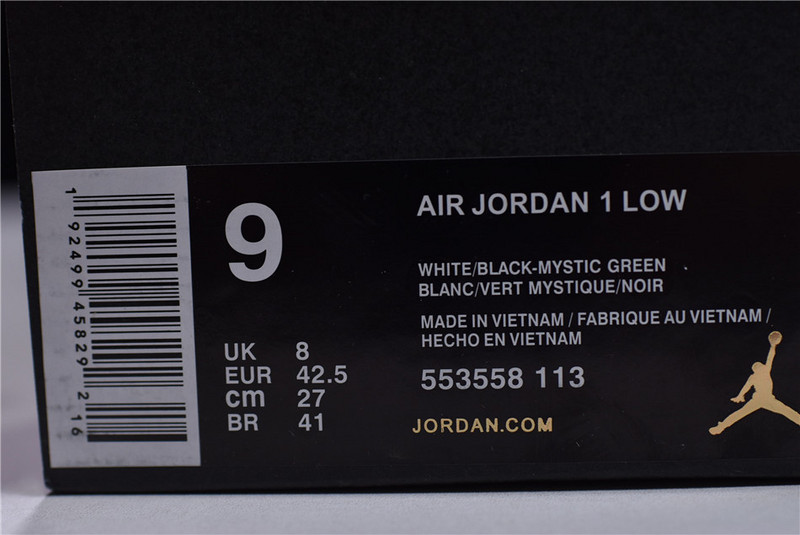 1 92499 45829 2 16
9
UK 8
EUR 42.5
cm 27
BR 41
AIR JORDAN 1 LOW
WHITE/BLACK-MYSTIC GREEN
BLANC/VERT MYSTIQUE/NOIR
MADE IN VIETNAM / FABRIQUE AU VIETNAM /
HECHO EN VIETNAM
553558 113
JORDAN.COM